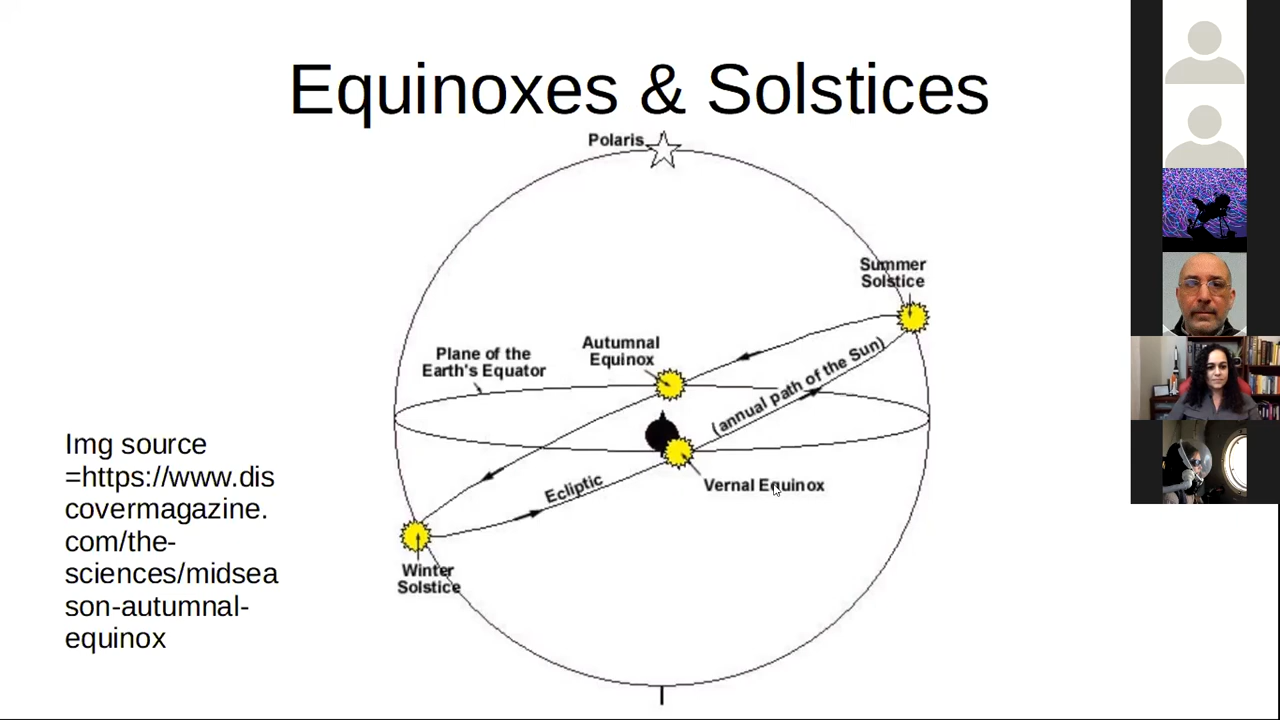 Equinoxes & Solstices
Polaris
Summer
Solstice
Autumnal
Equinox
Plane of the
Earth's Equator
(annual path of the Sun)
Ecliptic
Vernal Equinox
Winter
Solstice
Img source
=https://www.dis
covermagazine.
com/the-
sciences/midsea
son-autumnal-
equinox